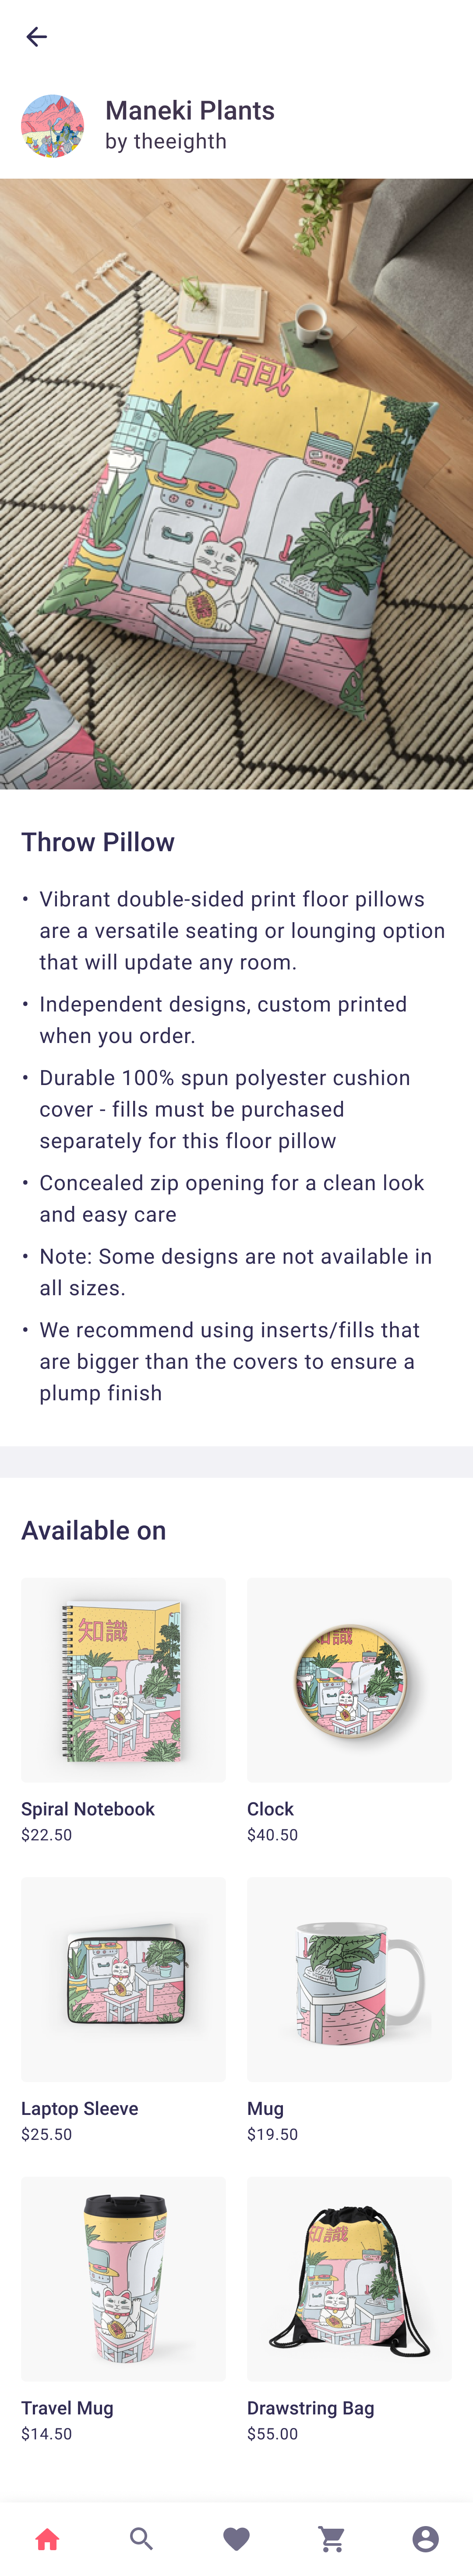 Maneki Plants
by theeighth
知識
Throw Pillow
• Vibrant double-sided print floor pillows
are a versatile seating or lounging option
that will update any room.
• Independent designs, custom printed
when you order.
• Durable 100% spun polyester cushion
cover - fills must be purchased
separately for this floor pillow
• Concealed zip opening for a clean look
and easy care
• Note: Some designs are not available in
all sizes.
• We recommend using inserts/fills that
are bigger than the covers to ensure a
plump finish
Available on
知識
知識
Spiral Notebook
Clock
$22.50
$40.50
Laptop Sleeve
Mug
$25.50
$19.50
知識
Travel Mug
Drawstring Bag
$14.50
$55.00